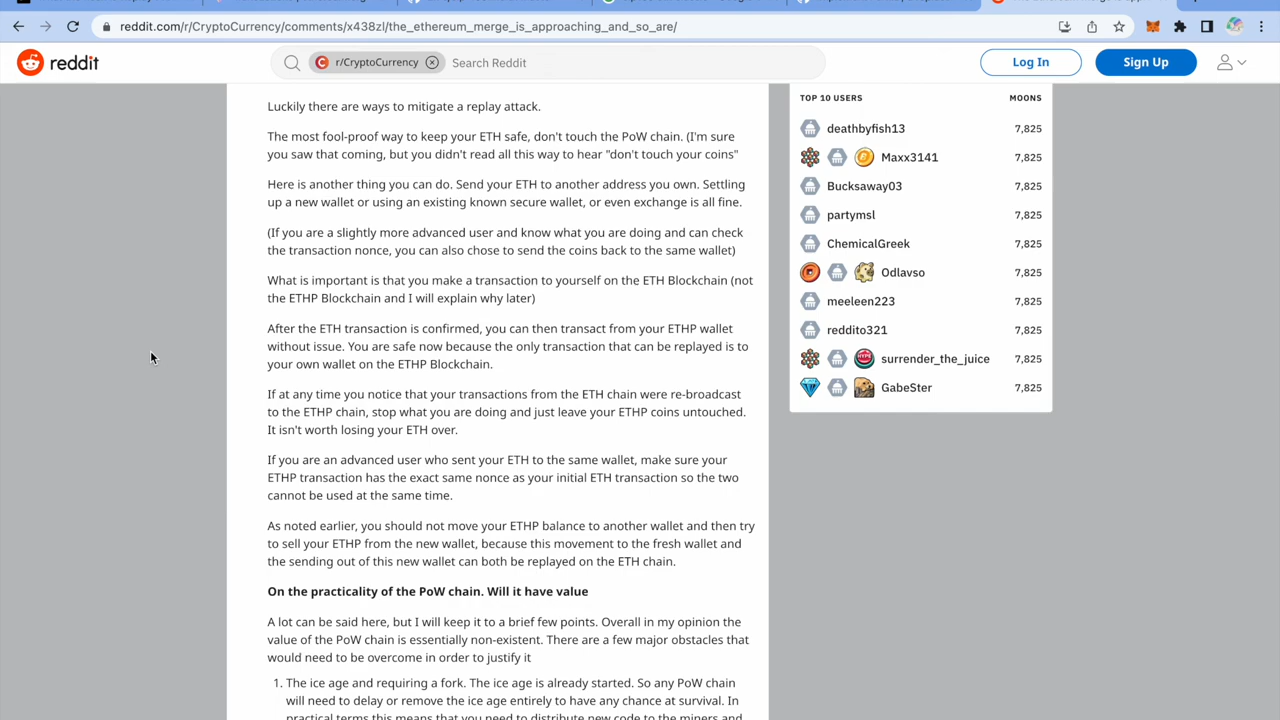 reddit.com/r/CryptoCurrency/comments/x438zl/the_ethereum_merge_is_approaching_and_so_are/
reddit
r/CryptoCurrency
Search Reddit
Log In
Sign Up
Luckily there are ways to mitigate a replay attack.
The most fool-proof way to keep your ETH safe, don't touch the PoW chain. (I'm sure
you saw that coming, but you didn't read all this way to hear "don't touch your coins"
Here is another thing you can do. Send your ETH to another address you own. Settling
up a new wallet or using an existing known secure wallet, or even exchange is all fine.
(If you are a slightly more advanced user and know what you are doing and can check
the transaction nonce, you can also chose to send the coins back to the same wallet)
What is important is that you make a transaction to yourself on the ETH Blockchain (not
the ETHP Blockchain and I will explain why later)
After the ETH transaction is confirmed, you can then transact from your ETHP wallet
without issue. You are safe now because the only transaction that can be replayed is to
your own wallet on the ETHP Blockchain.
If at any time you notice that your transactions from the ETH chain were re-broadcast
to the ETHP chain, stop what you are doing and just leave your ETHP coins untouched.
It isn't worth losing your ETH over.
If you are an advanced user who sent your ETH to the same wallet, make sure your
ETHP transaction has the exact same nonce as your initial ETH transaction so the two
cannot be used at the same time.
As noted earlier, you should not move your ETHP balance to another wallet and then try
to sell your ETHP from the new wallet, because this movement to the fresh wallet and
the sending out of this new wallet can both be replayed on the ETH chain.
On the practicality of the PoW chain. Will it have value
A lot can be said here, but I will keep it to a brief few points. Overall in my opinion the
value of the PoW chain is essentially non-existent. There are a few major obstacles that
would need to be overcome in order to justify it
1. The ice age and requiring a fork. The ice age is already started. So any PoW chain
will need to delay or remove the ice age entirely to have any chance at survival. In
practical terms this means that you need to distribute new code to the miners and
TOP 10 USERS MOONS
deathbyfish13 7,825
Maxx3141 7,825
Bucksaway03 7,825
partymsl 7,825
ChemicalGreek 7,825
Odlavso 7,825
meeleen223 7,825
reddito321 7,825
surrender_the_juice 7,825
GabeSter 7,825